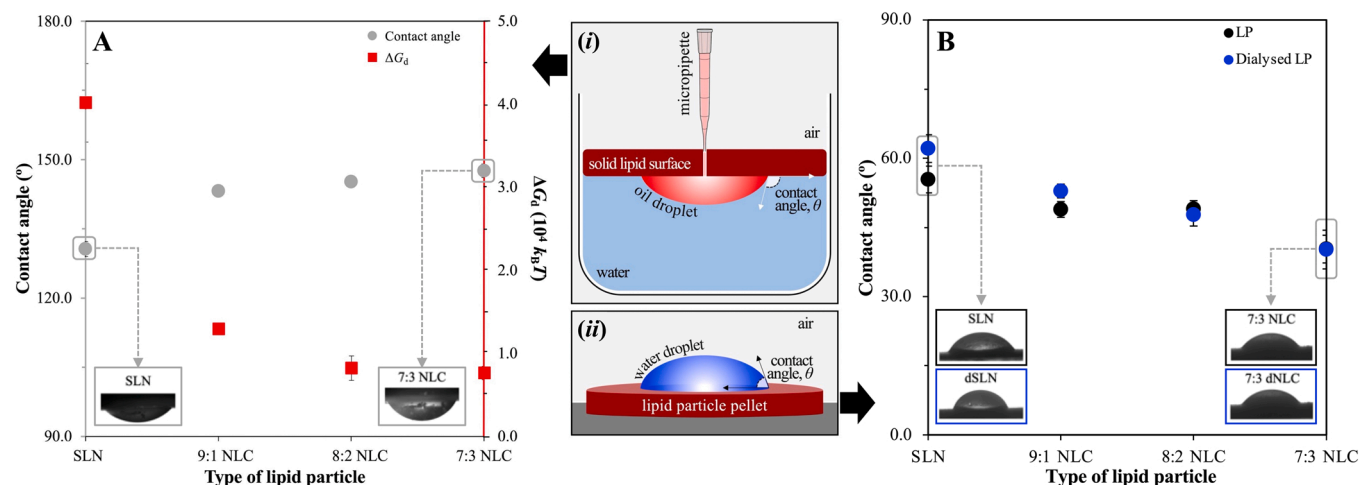 A
Contact angle
ΔG_d
180.0
150.0
120.0
90.0
Contact angle (°)
5.0
4.0
3.0
2.0
1.0
0.0
ΔG_d (10⁴ k_BT)
SLN
7:3 NLC
SLN
9:1 NLC
8:2 NLC
7:3 NLC
Type of lipid particle
(i)
micropipette
air
solid lipid surface
oil droplet
contact
angle, θ
water
(ii)
air
water droplet
contact
angle, θ
lipid particle pellet
B
LP
Dialysed LP
90.0
60.0
30.0
0.0
Contact angle (°)
SLN
7:3 NLC
dSLN
7:3 dNLC
SLN
9:1 NLC
8:2 NLC
7:3 NLC
Type of lipid particle